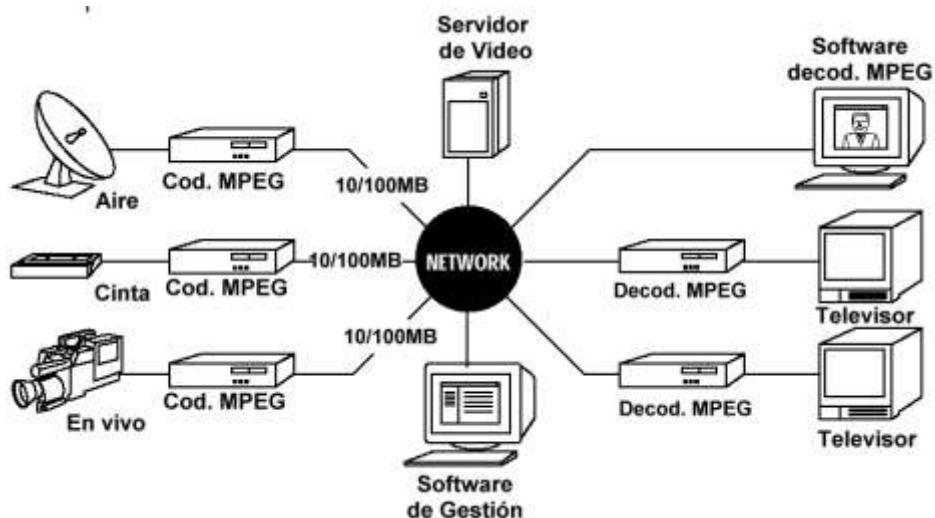 Servidor
de Video
Software
decod. MPEG
Aire
Cod. MPEG
10/100MB
Cinta
Cod. MPEG
10/100MB
NETWORK
Decod. MPEG
Televisor
En vivo
Cod. MPEG
10/100MB
Decod. MPEG
Televisor
Software
de Gestión